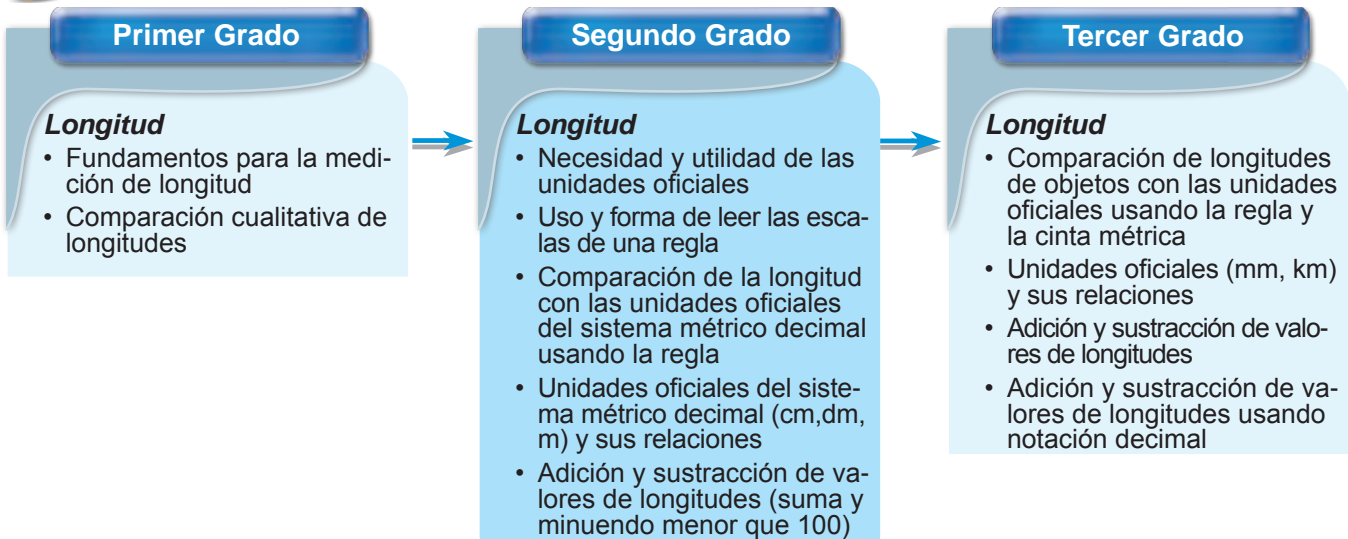 Primer Grado
Longitud
• Fundamentos para la medi-
ción de longitud
• Comparación cualitativa de
longitudes
Segundo Grado
Longitud
• Necesidad y utilidad de las
unidades oficiales
• Uso y forma de leer las esca-
las de una regla
• Comparación de la longitud
con las unidades oficiales
del sistema métrico decimal
usando la regla
• Unidades oficiales del siste-
ma métrico decimal (cm,dm,
m) y sus relaciones
• Adición y sustracción de va-
lores de longitudes (suma y
minuendo menor que 100)
Tercer Grado
Longitud
• Comparación de longitudes
de objetos con las unidades
oficiales usando la regla y
la cinta métrica
• Unidades oficiales (mm, km)
y sus relaciones
• Adición y sustracción de valo-
res de longitudes
• Adición y sustracción de va-
lores de longitudes usando
notación decimal